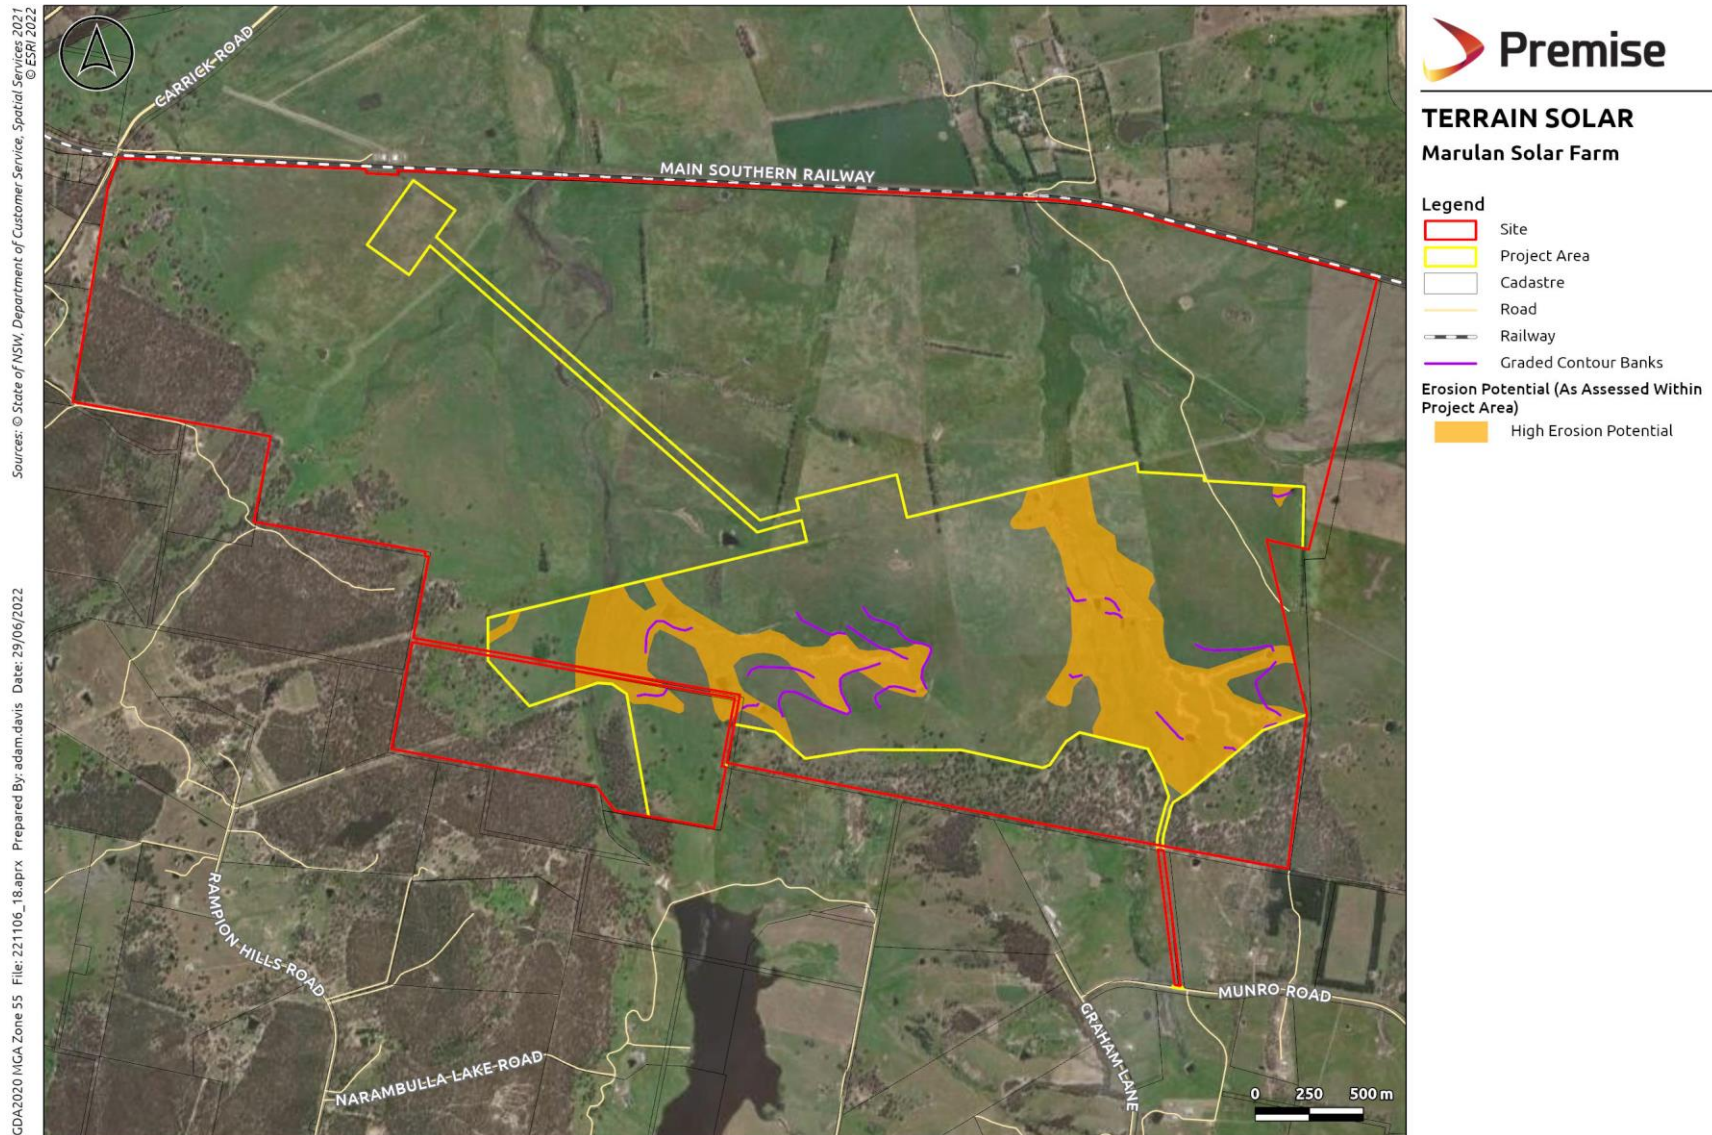 Sources: © State of NSW, Department of Customer Service, Spatial Services 2021
© ESRI 2022
GDA2020 MGA Zone 55 File: 221106_18.aprx Prepared By: adam.davis Date: 29/06/2022
CARRICK ROAD
MAIN SOUTHERN RAILWAY
RAMPION HILLS ROAD
NARAMBULLA LAKE ROAD
GRAHAM LANE
MUNRO ROAD
0 250 500 m
Premise
TERRAIN SOLAR
Marulan Solar Farm
Legend
Site
Project Area
Cadastre
Road
Railway
Graded Contour Banks
Erosion Potential (As Assessed Within
Project Area)
High Erosion Potential